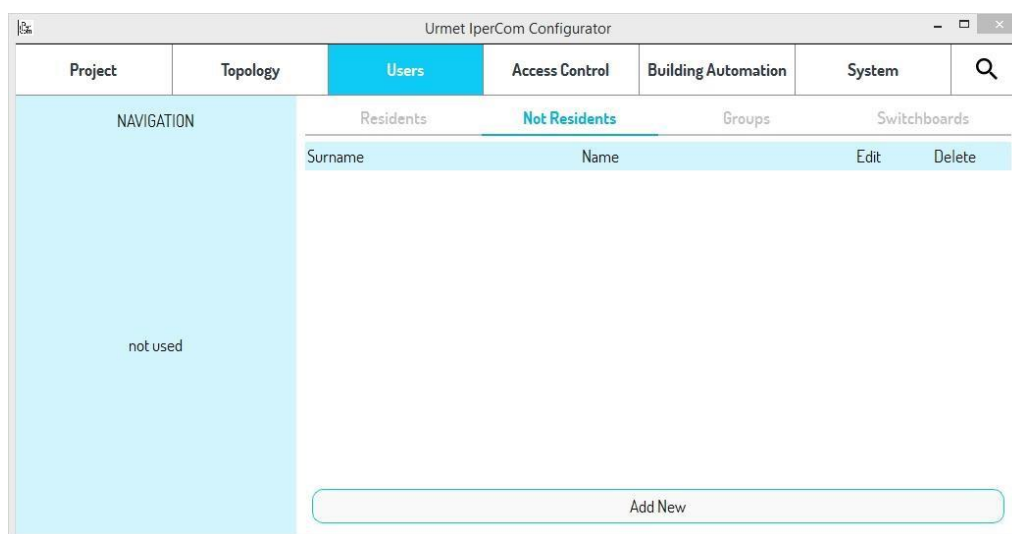 Urmet IperCom Configurator
Project Topology Users Access Control Building Automation System
NAVIGATION
Residents Not Residents Groups Switchboards
Surname Name Edit Delete
not used
Add New